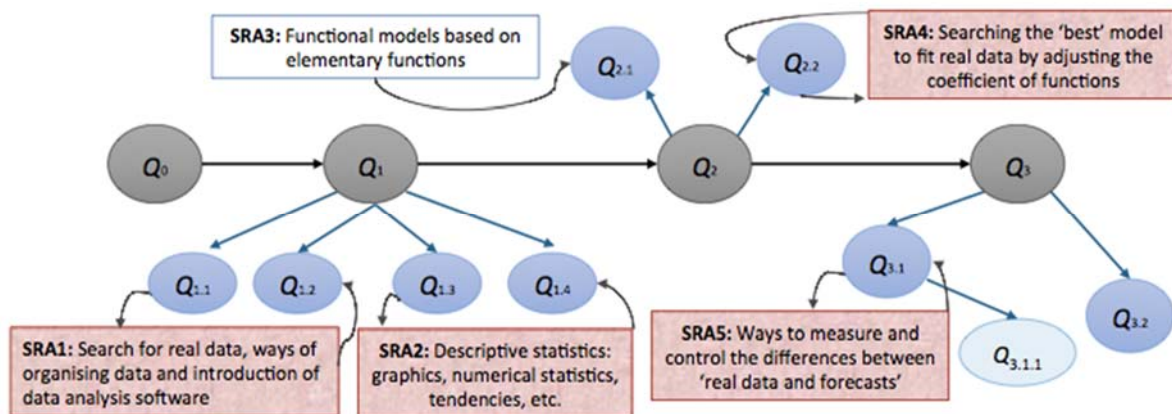 SRA3: Functional models based on
elementary functions
Q2.1
Q2.2
SRA4: Searching the ‘best’ model
to fit real data by adjusting the
coefficient of functions
Q0
Q1
Q2
Q3
Q1.1
Q1.2
Q1.3
Q1.4
Q3.1
Q3.2
Q3.1.1
SRA1: Search for real data, ways of
organising data and introduction of
data analysis software
SRA2: Descriptive statistics:
graphics, numerical statistics,
tendencies, etc.
SRA5: Ways to measure and
control the differences between
‘real data and forecasts’